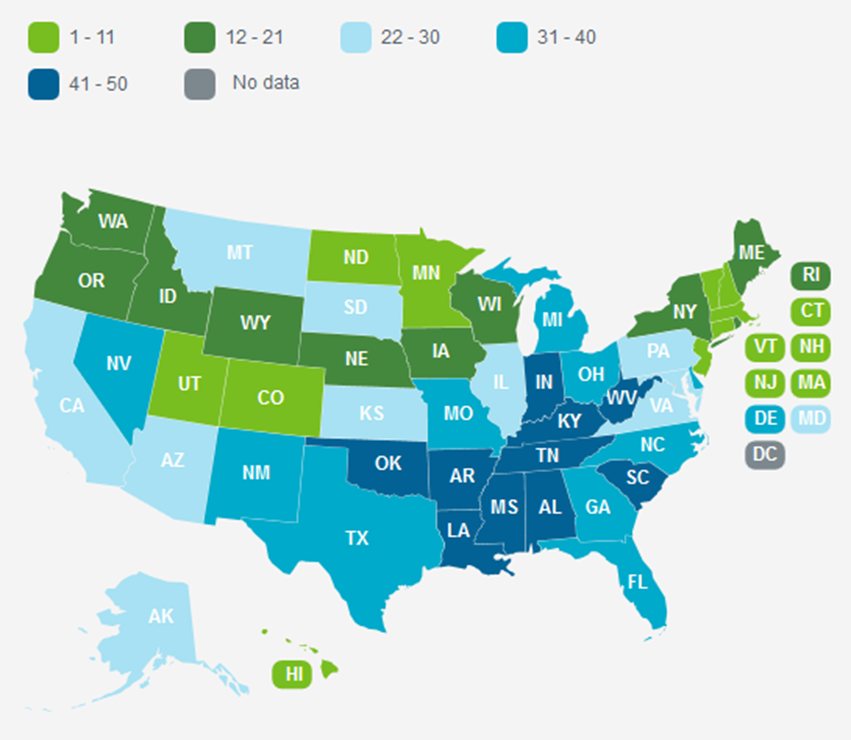 1 - 11 12 - 21 22 - 30 31 - 40
41 - 50 No data
WA
MT
ND
MN
ME
OR
ID
SD
WI
NY
RI
WY
MI
CT
NV
NE
IA
PA
VT NH
UT
CO
IL
IN
OH
NJ MA
CA
KS
MO
WV
VA
DE MD
KY
AZ
NM
OK
AR
TN
NC
DC
SC
MS
AL
GA
TX
LA
FL
AK
HI